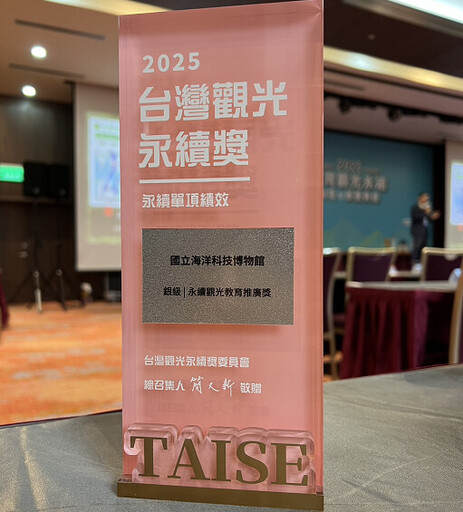 2025
台灣觀光
永續獎
永續單項績效
國立海洋科技博物館
銀級 | 永續觀光教育推廣獎
台灣觀光永續獎委員會
總召集人 簡又新 敬贈
TAISE
2025